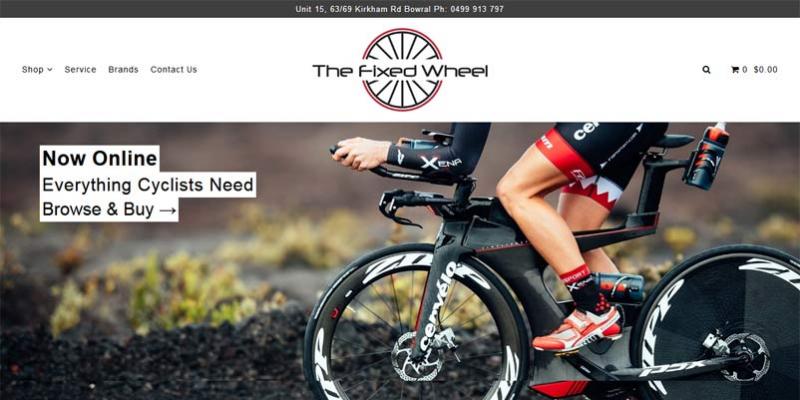 Unit 15, 63/69 Kirkham Rd Bowral Ph: 0499 913 797
Shop Service Brands Contact Us
The Fixed Wheel
0 $0.00
Now Online
Everything Cyclists Need
Browse & Buy →
XENA
cervélo
ZIPP
ZIPP